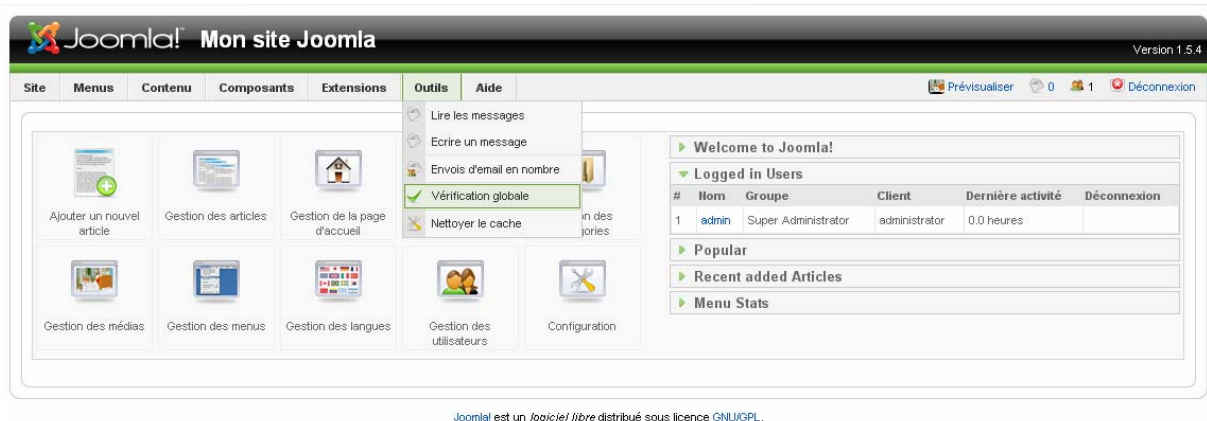 Joomla! Mon site Joomla
Version 1.5.4
Site Menus Contenu Composants Extensions Outils Aide Prévisualiser 0 1 Déconnexion
Lire les messages
Ecrire un message
Envois d'email en nombre
Vérification globale
Nettoyer le cache
Ajouter un nouvel
article
Gestion des articles
Gestion de la page
d'accueil
des
Gestion des médias
Gestion des menus
Gestion des langues
Gestion des
utilisateurs
Configuration
Welcome to Joomla!
Logged in Users
# Nom Groupe Client Dernière activité Déconnexion
1 admin Super Administrator administrator 0.0 heures
Popular
Recent added Articles
Menu Stats
Joomla! est un logiciel libre distribué sous licence GNU/GPL.